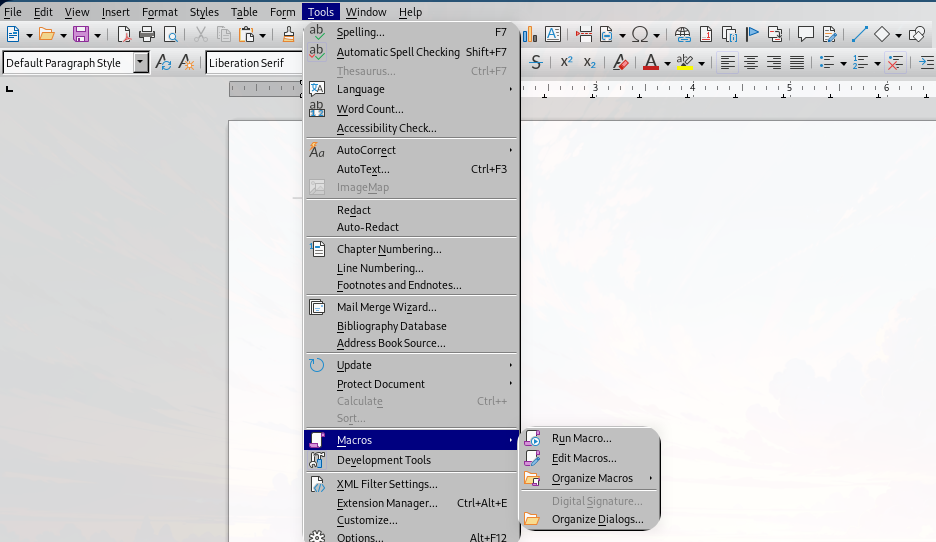 File Edit View Insert Format Styles Table Form Tools Window Help
Default Paragraph Style
Liberation Serif
3 4 5 6
Spelling... F7
Automatic Spell Checking Shift+F7
Thesaurus... Ctrl+F7
Language
Word Count...
Accessibility Check...
AutoCorrect
AutoText... Ctrl+F3
ImageMap
Redact
Auto-Redact
Chapter Numbering...
Line Numbering...
Footnotes and Endnotes...
Mail Merge Wizard...
Bibliography Database
Address Book Source...
Update
Protect Document
Calculate Ctrl++
Sort...
Macros
Development Tools
XML Filter Settings...
Extension Manager... Ctrl+Alt+E
Customize...
Options... Alt+F12
Run Macro...
Edit Macros...
Organize Macros
Digital Signature...
Organize Dialogs...